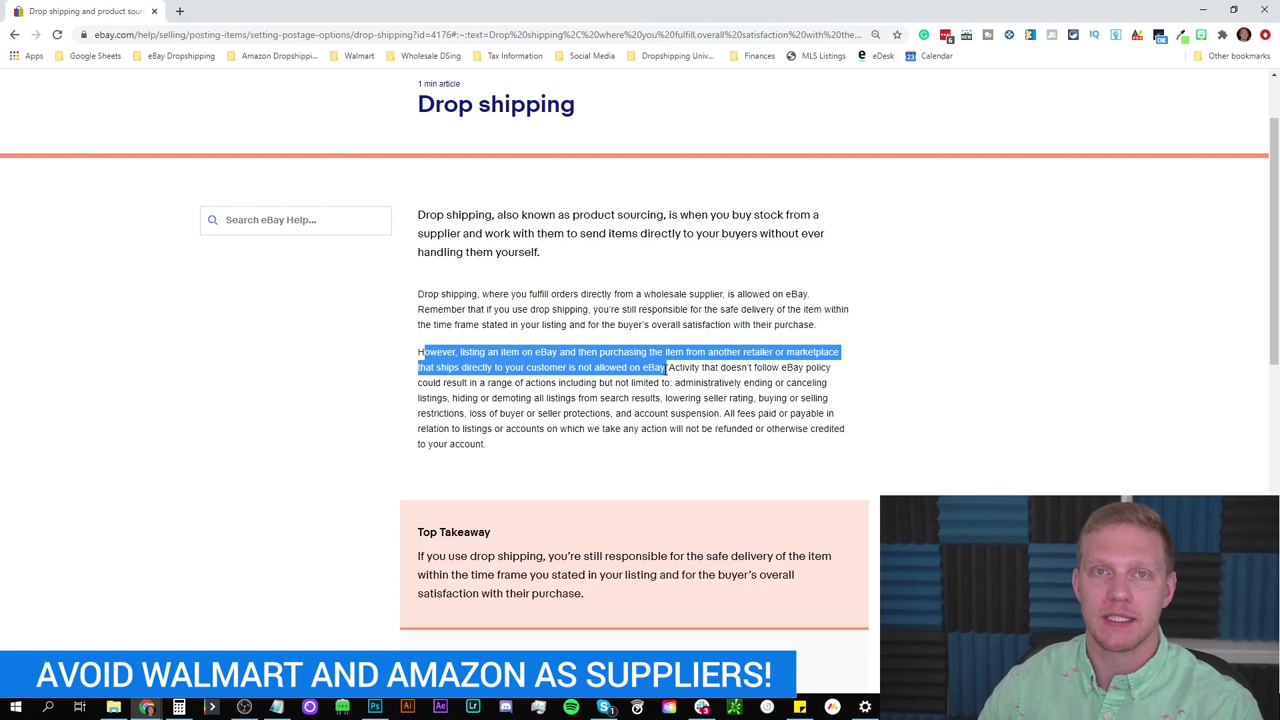 Drop shipping and product sour
ebay.com/help/selling/posting-items/setting-postage-options/drop-shipping?id=4176#:~:text=Drop%20shipping%2C%20where%20you%20fulfill,overall%20satisfaction%20with%20the...
Apps Google Sheets eBay Dropshipping Amazon Dropshippi... Walmart Wholesale DSing Tax Information Social Media Dropshipping Univ... Finances MLS Listings eDesk Calendar Other bookmarks
1 min article
Drop shipping
Search eBay Help...
Drop shipping, also known as product sourcing, is when you buy stock from a
supplier and work with them to send items directly to your buyers without ever
handling them yourself.
Drop shipping, where you fulfill orders directly from a wholesale supplier, is allowed on eBay.
Remember that if you use drop shipping, you're still responsible for the safe delivery of the item within
the time frame stated in your listing and for the buyer's overall satisfaction with their purchase.
However, listing an item on eBay and then purchasing the item from another retailer or marketplace
that ships directly to your customer is not allowed on eBay. Activity that doesn't follow eBay policy
could result in a range of actions including but not limited to: administratively ending or canceling
listings, hiding or demoting all listings from search results, lowering seller rating, buying or selling
restrictions, loss of buyer or seller protections, and account suspension. All fees paid or payable in
relation to listings or accounts on which we take any action will not be refunded or otherwise credited
to your account.
Top Takeaway
If you use drop shipping, you're still responsible for the safe delivery of the item
within the time frame you stated in your listing and for the buyer's overall
satisfaction with their purchase.
AVOID WALMART AND AMAZON AS SUPPLIERS!